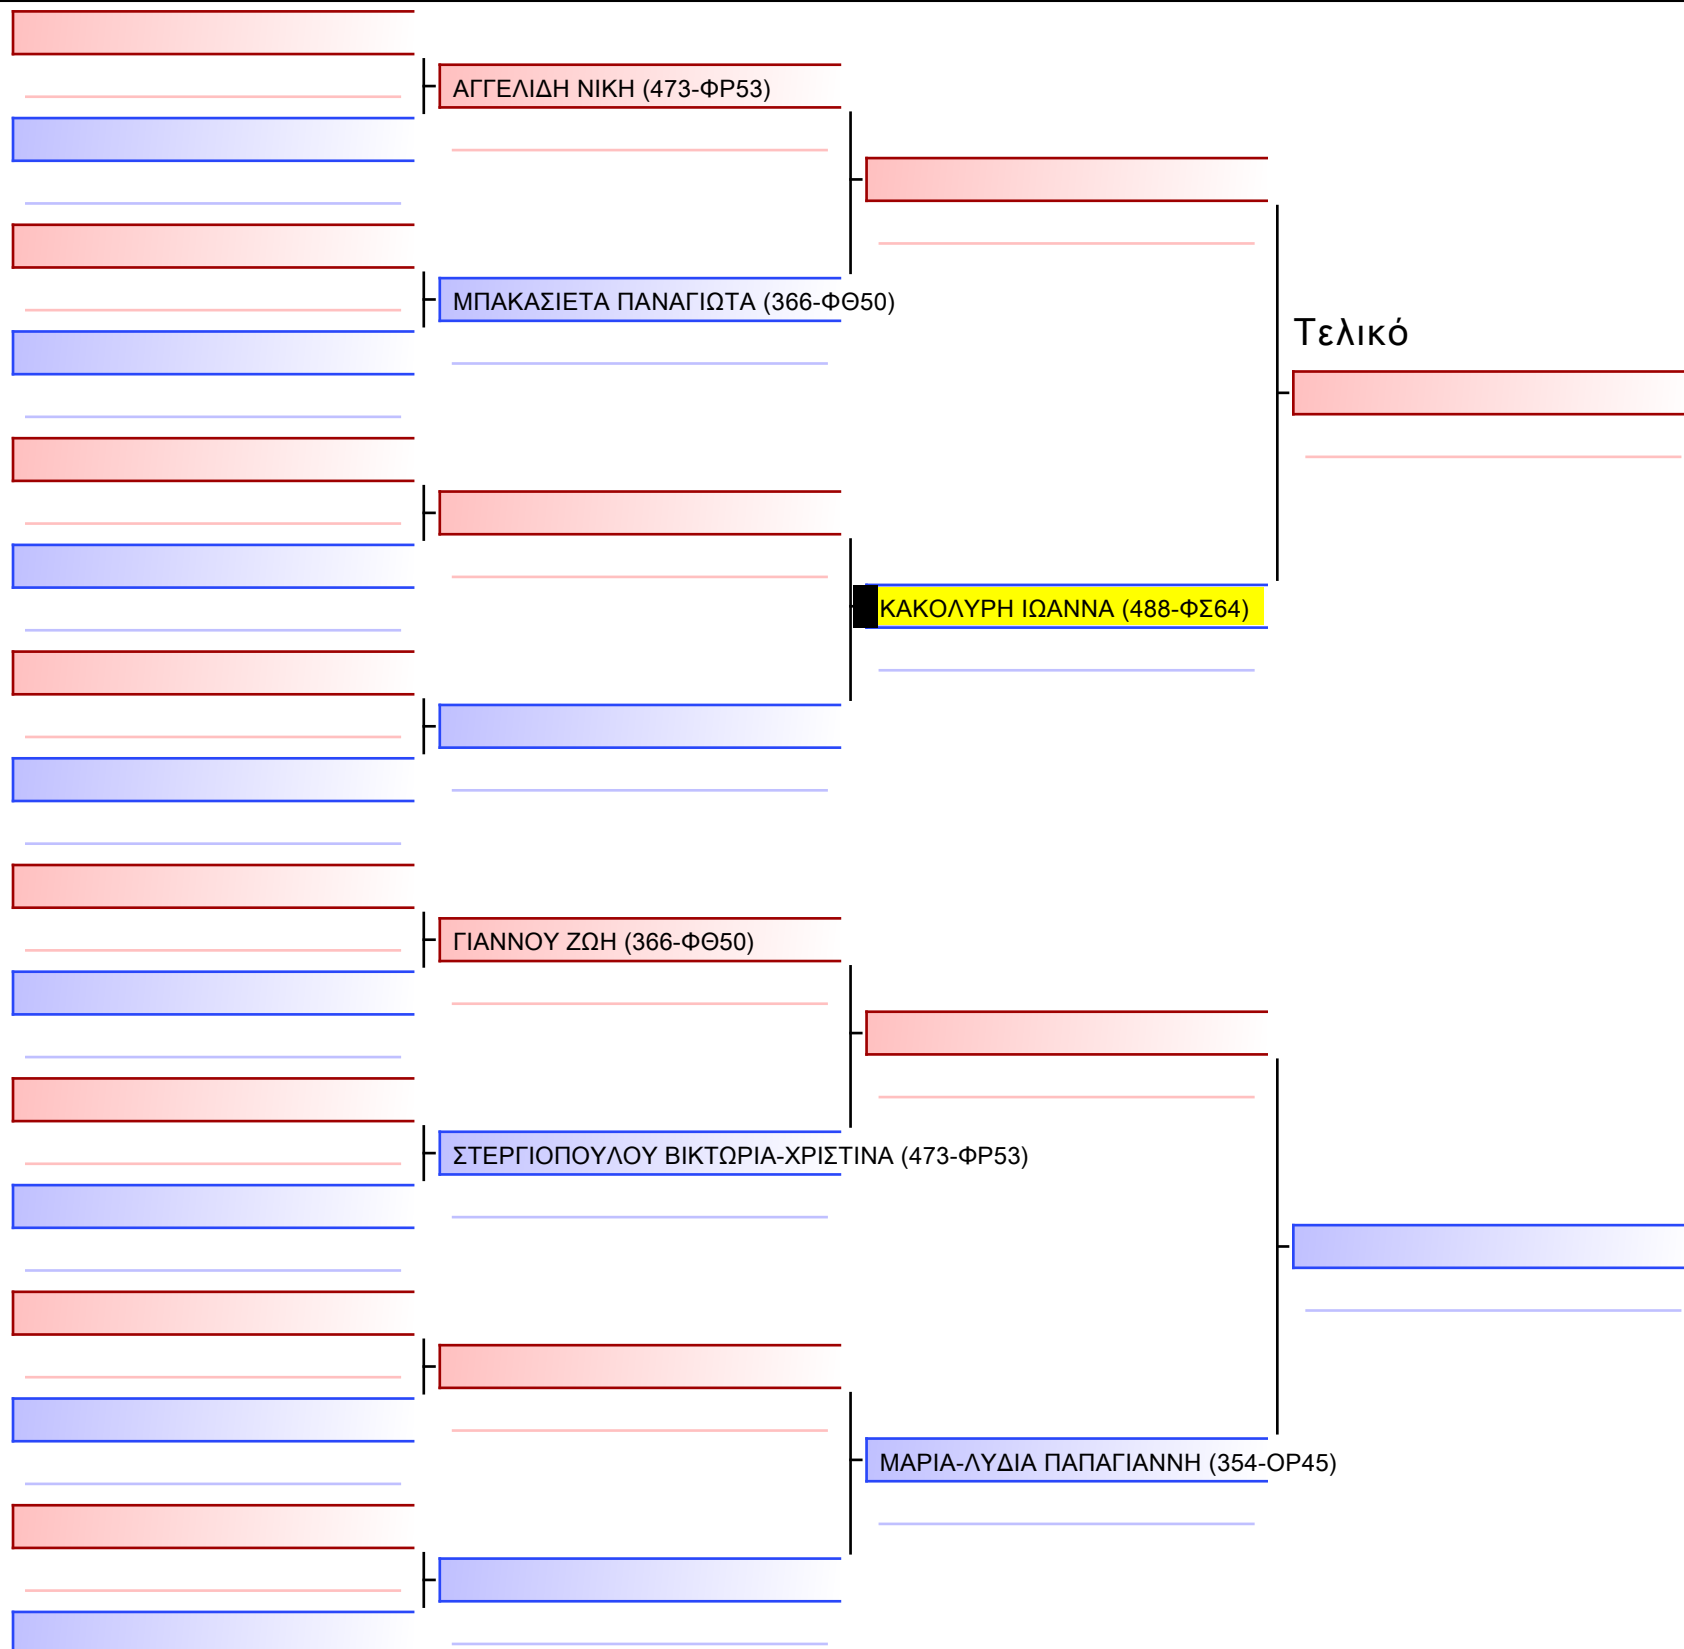 ΑΓΓΕΛΙΔΗ ΝΙΚΗ (473-ΦΡ53)
ΜΠΑΚΑΣΙΕΤΑ ΠΑΝΑΓΙΩΤΑ (366-ΦΘ50)
Τελικό
ΚΑΚΟΛΥΡΗ ΙΩΑΝΝΑ (488-ΦΣ64)
ΓΙΑΝΝΟΥ ΖΩΗ (366-ΦΘ50)
ΣΤΕΡΓΙΟΠΟΥΛΟΥ ΒΙΚΤΩΡΙΑ-ΧΡΙΣΤΙΝΑ (473-ΦΡ53)
ΜΑΡΙΑ-ΛΥΔΙΑ ΠΑΠΑΓΙΑΝΝΗ (354-ΟΡ45)